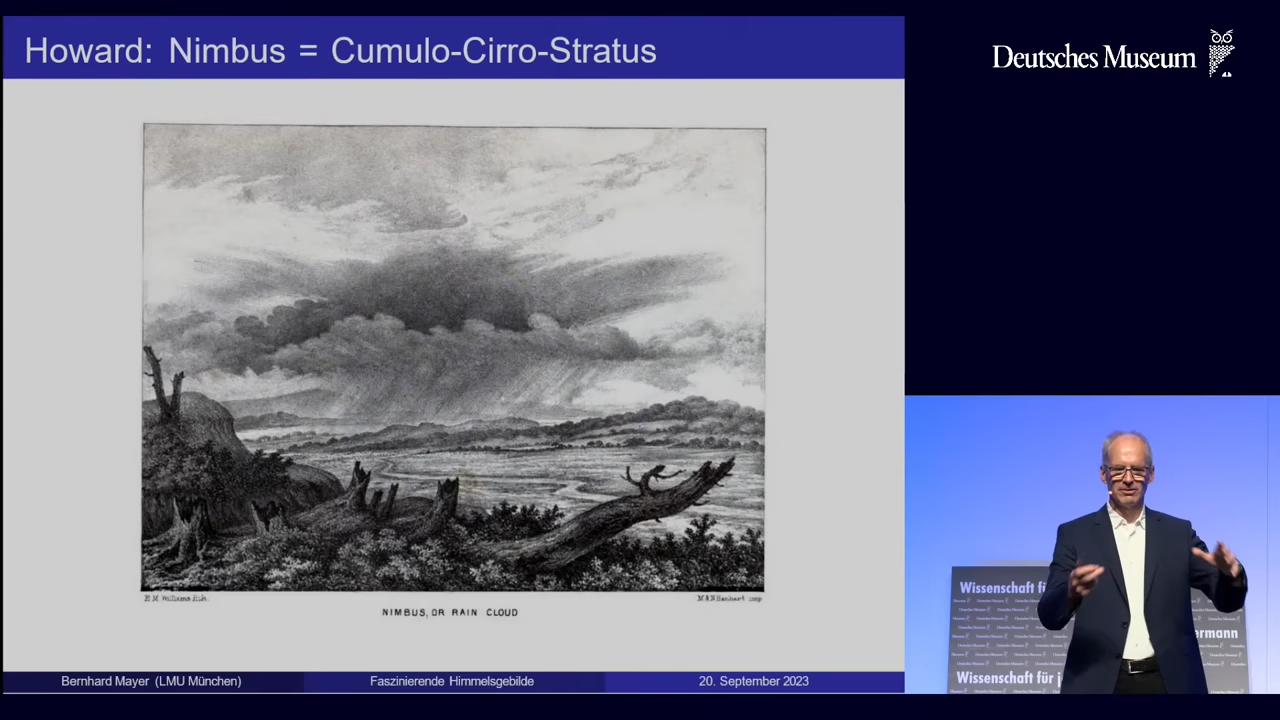 Howard: Nimbus = Cumulo-Cirro-Stratus
Deutsches Museum
NIMBUS, OR RAIN CLOUD
Wissenschaft fü
ermann
Wissenschaft für j
Bernhard Mayer (LMU München)
Faszinierende Himmelsgebilde
20. September 2023